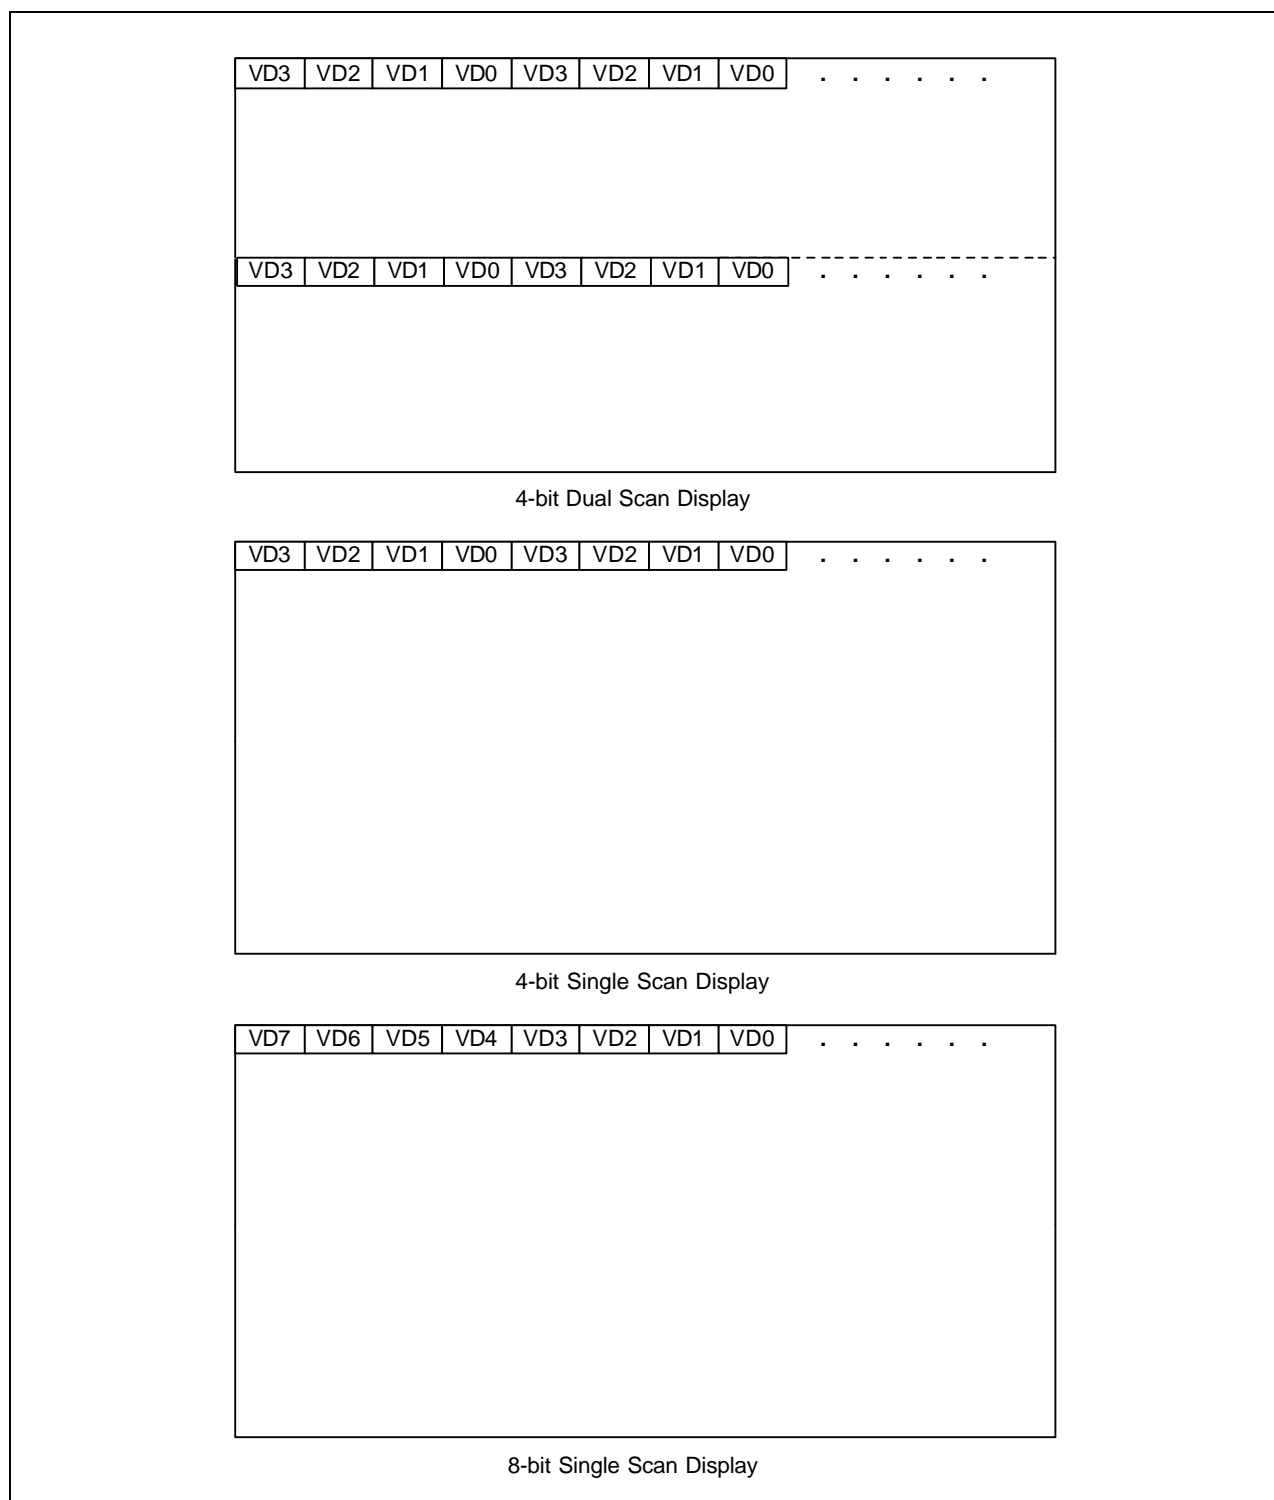 VD3 VD2 VD1 VD0 VD3 VD2 VD1 VD0 . . . . . .
VD3 VD2 VD1 VD0 VD3 VD2 VD1 VD0 . . . . . .
4-bit Dual Scan Display
VD3 VD2 VD1 VD0 VD3 VD2 VD1 VD0 . . . . . .
4-bit Single Scan Display
VD7 VD6 VD5 VD4 VD3 VD2 VD1 VD0 . . . . . .
8-bit Single Scan Display